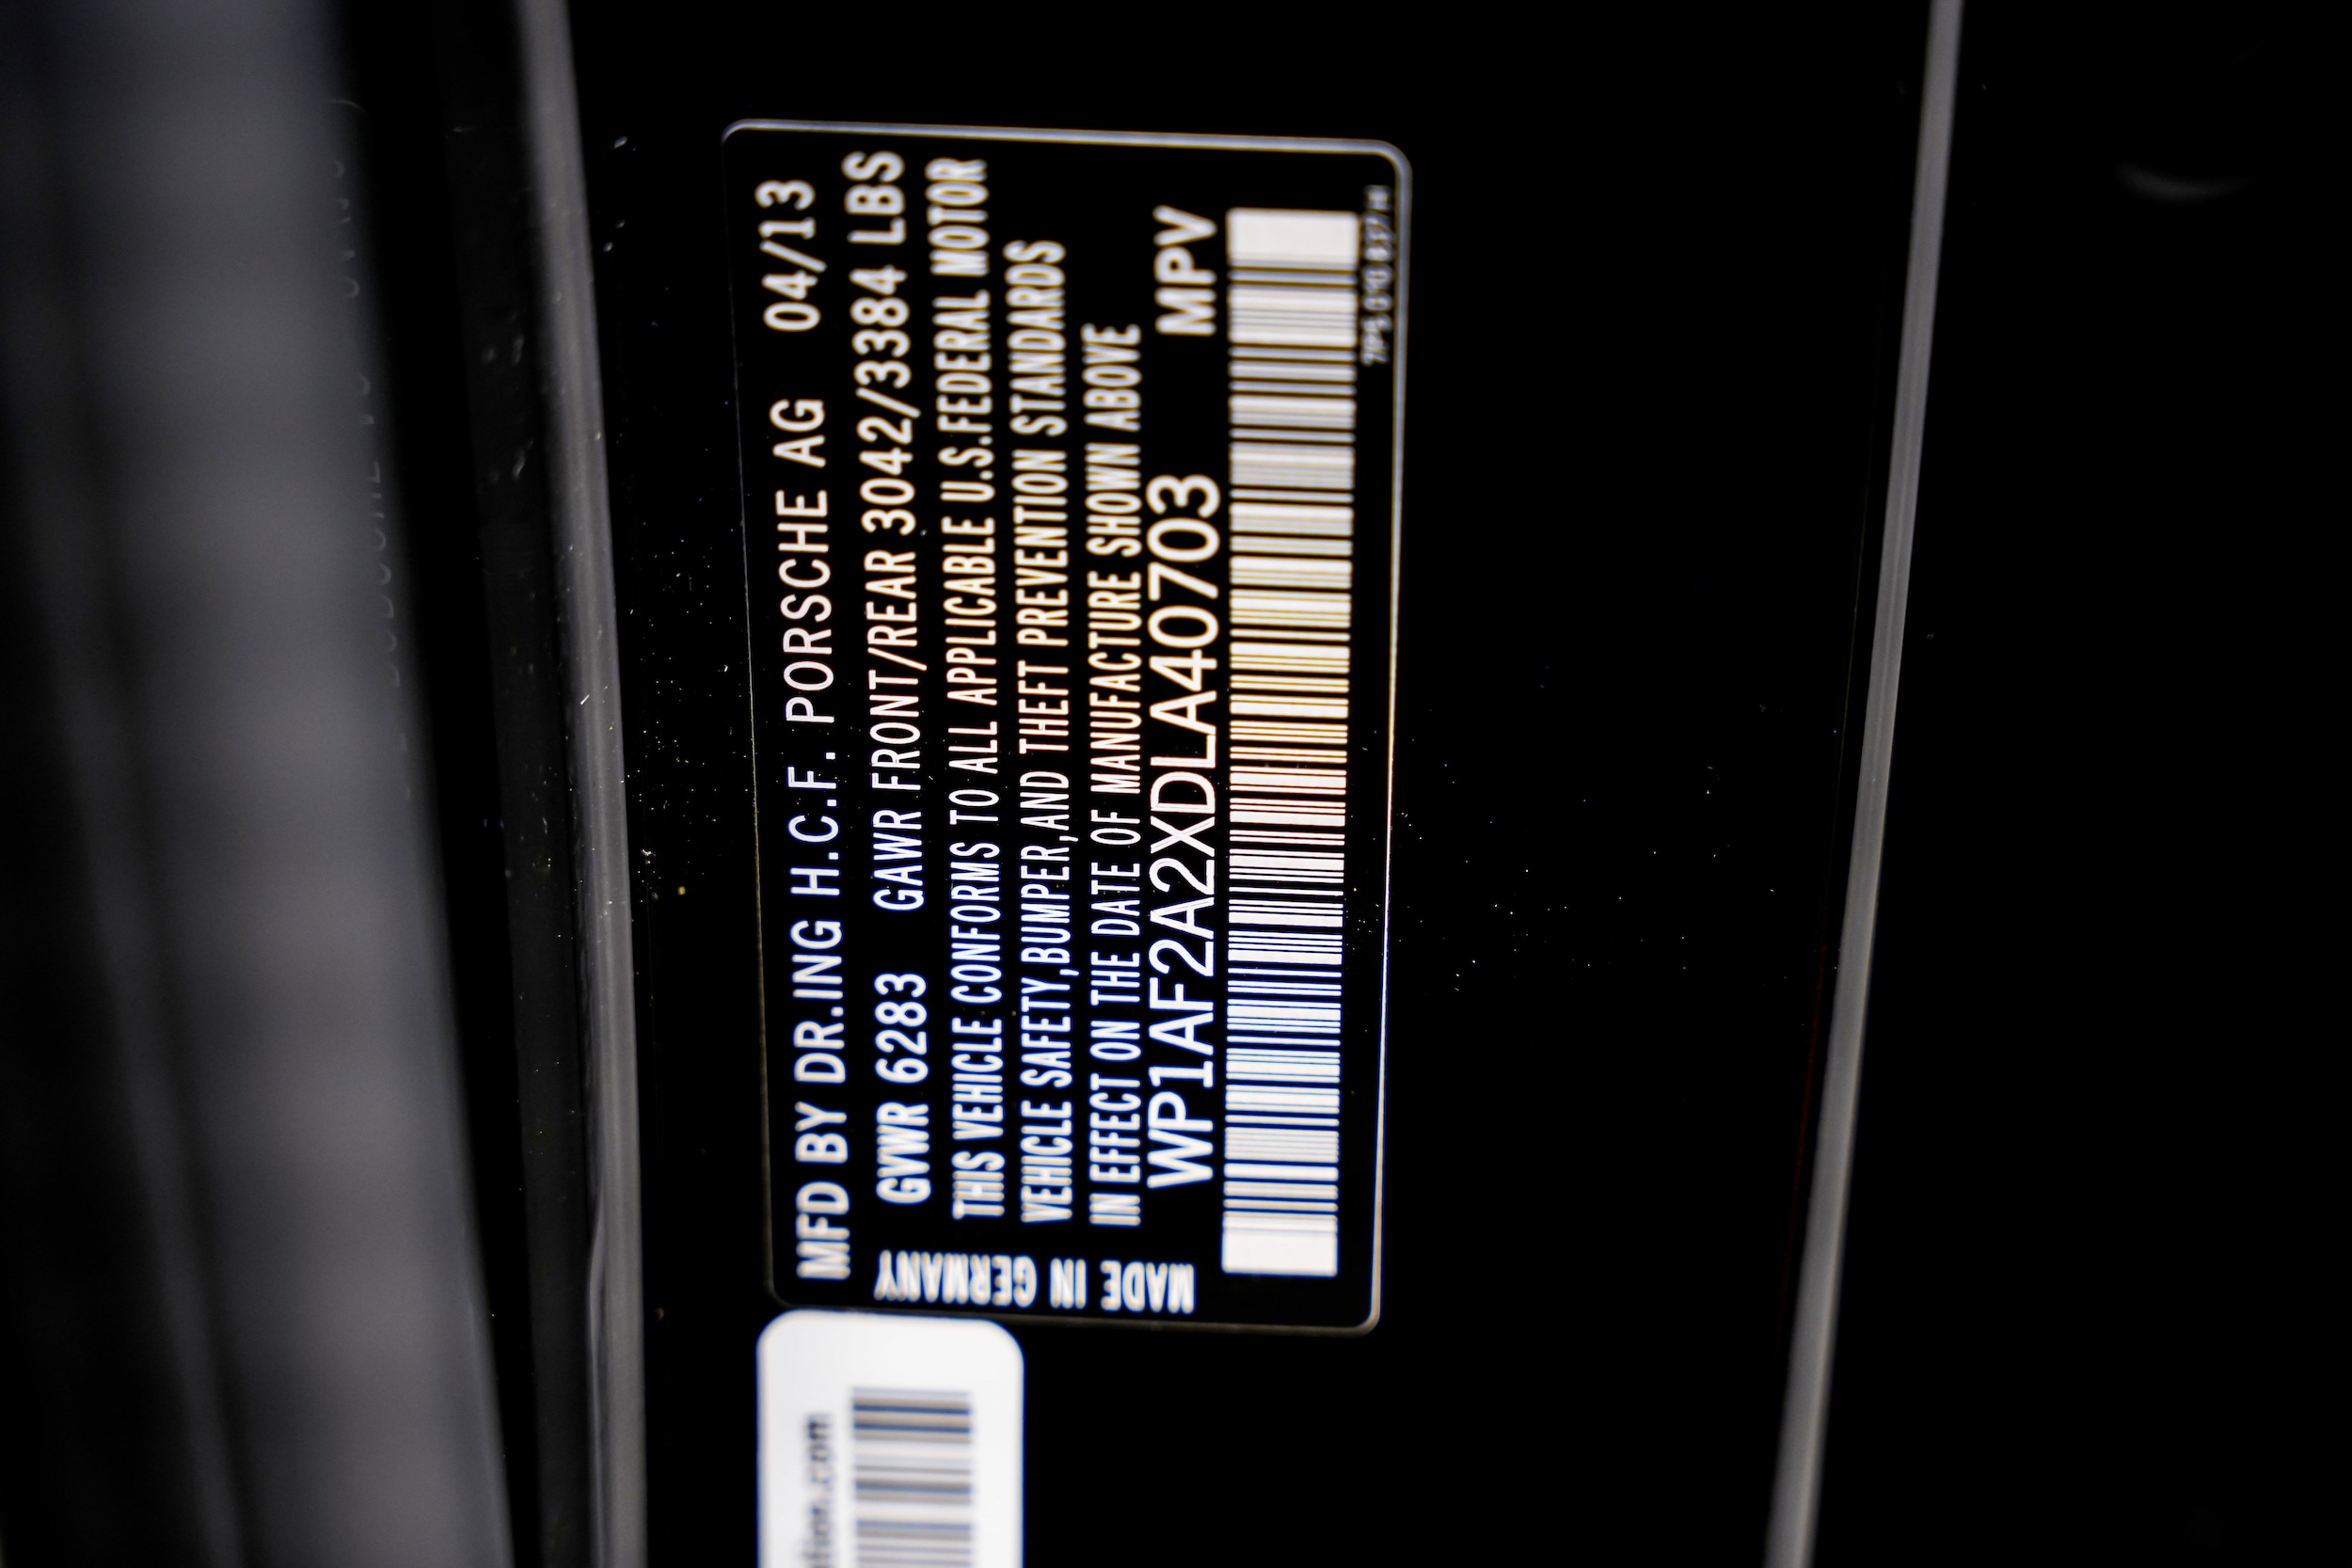 MFD BY DR.ING H.C.F. PORSCHE AG 04/13
GVWR 6283 GAWR FRONT/REAR 3042/3384 LBS
THIS VEHICLE CONFORMS TO ALL APPLICABLE U.S.FEDERAL MOTOR
VEHICLE SAFETY,BUMPER,AND THEFT PREVENTION STANDARDS
IN EFFECT ON THE DATE OF MANUFACTURE SHOWN ABOVE
WP1AF2A2XDLA40703 MPV
MADE IN GERMANY